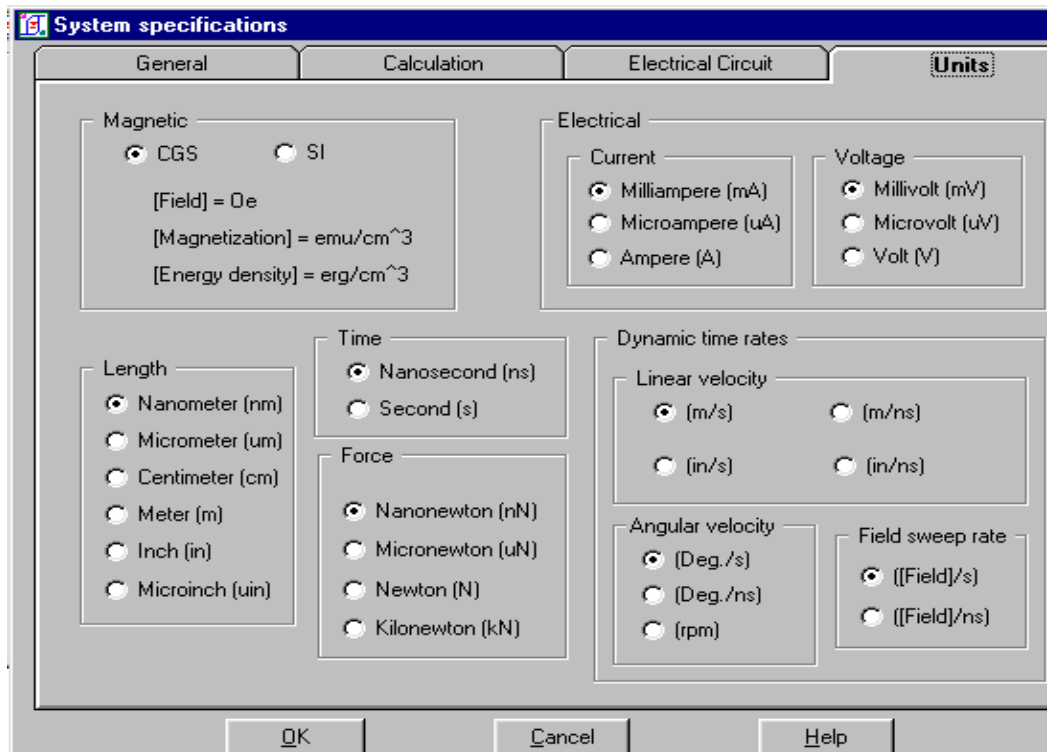 System specifications
General
Calculation
Electrical Circuit
Units
Magnetic
CGS
SI
[Field] = Oe
[Magnetization] = emu/cm^3
[Energy density] = erg/cm^3
Electrical
Current
Milliampere (mA)
Microampere (uA)
Ampere (A)
Voltage
Millivolt (mV)
Microvolt (uV)
Volt (V)
Length
Nanometer (nm)
Micrometer (um)
Centimeter (cm)
Meter (m)
Inch (in)
Microinch (uin)
Time
Nanosecond (ns)
Second (s)
Force
Nanonewton (nN)
Micronewton (uN)
Newton (N)
Kilonewton (kN)
Dynamic time rates
Linear velocity
(m/s)
(m/ns)
(in/s)
(in/ns)
Angular velocity
(Deg./s)
(Deg./ns)
(rpm)
Field sweep rate
([Field]/s)
([Field]/ns)
OK
Cancel
Help